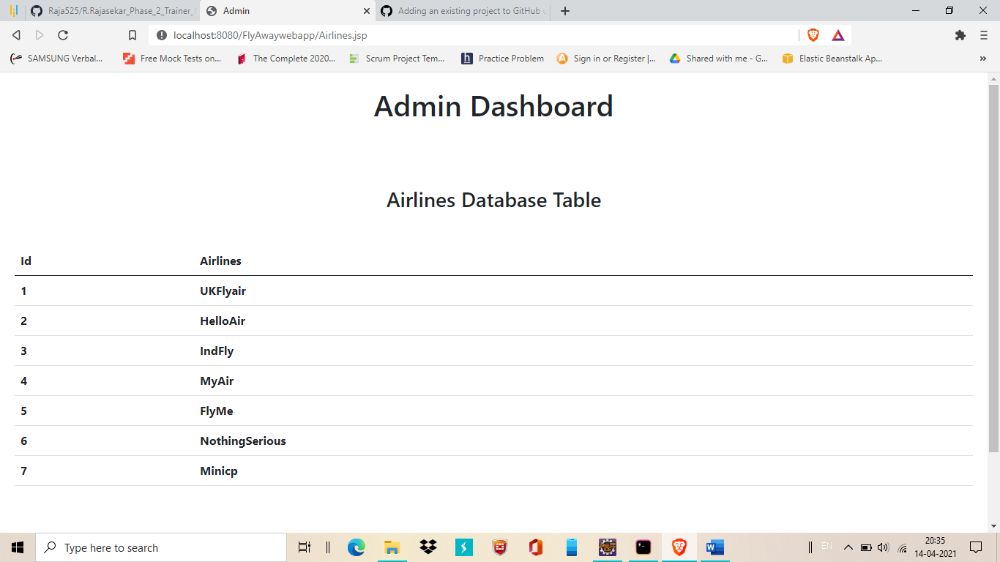 Raja525/R.Rajasekar_Phase_2_Trainer_
Admin
Adding an existing project to GitHub u
localhost:8080/FlyAwaywebapp/Airlines.jsp
SAMSUNG Verbal...
Free Mock Tests on...
The Complete 2020...
Scrum Project Tem...
Practice Problem
Sign in or Register |...
Shared with me - G...
Elastic Beanstalk Ap...
Admin Dashboard
Airlines Database Table
Id Airlines
1 UKFlyair
2 HelloAir
3 IndFly
4 MyAir
5 FlyMe
6 NothingSerious
7 Minicp
Type here to search
EN
20:35
14-04-2021